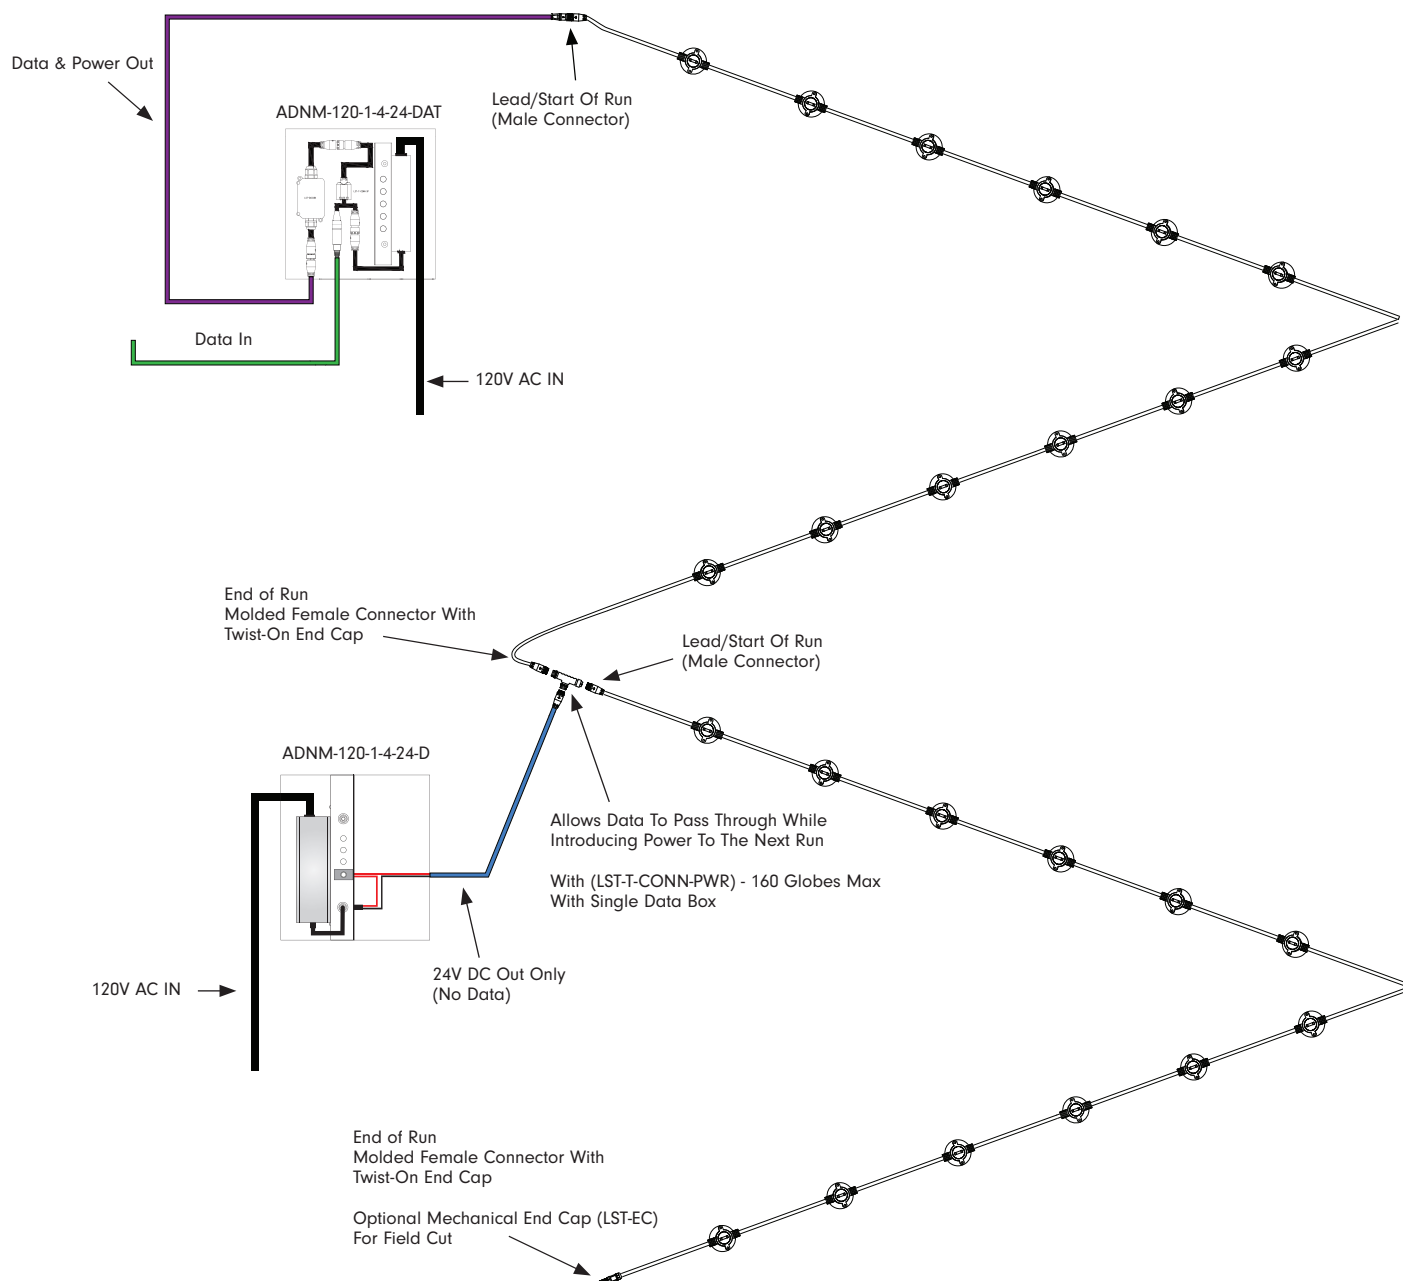 Data & Power Out
ADNM-120-1-4-24-DAT
Lead/Start Of Run
(Male Connector)
Data In
120V AC IN
End of Run
Molded Female Connector With
Twist-On End Cap
Lead/Start Of Run
(Male Connector)
ADNM-120-1-4-24-D
Allows Data To Pass Through While
Introducing Power To The Next Run
With (LST-T-CONN-PWR) - 160 Globes Max
With Single Data Box
24V DC Out Only
(No Data)
120V AC IN
End of Run
Molded Female Connector With
Twist-On End Cap
Optional Mechanical End Cap (LST-EC)
For Field Cut